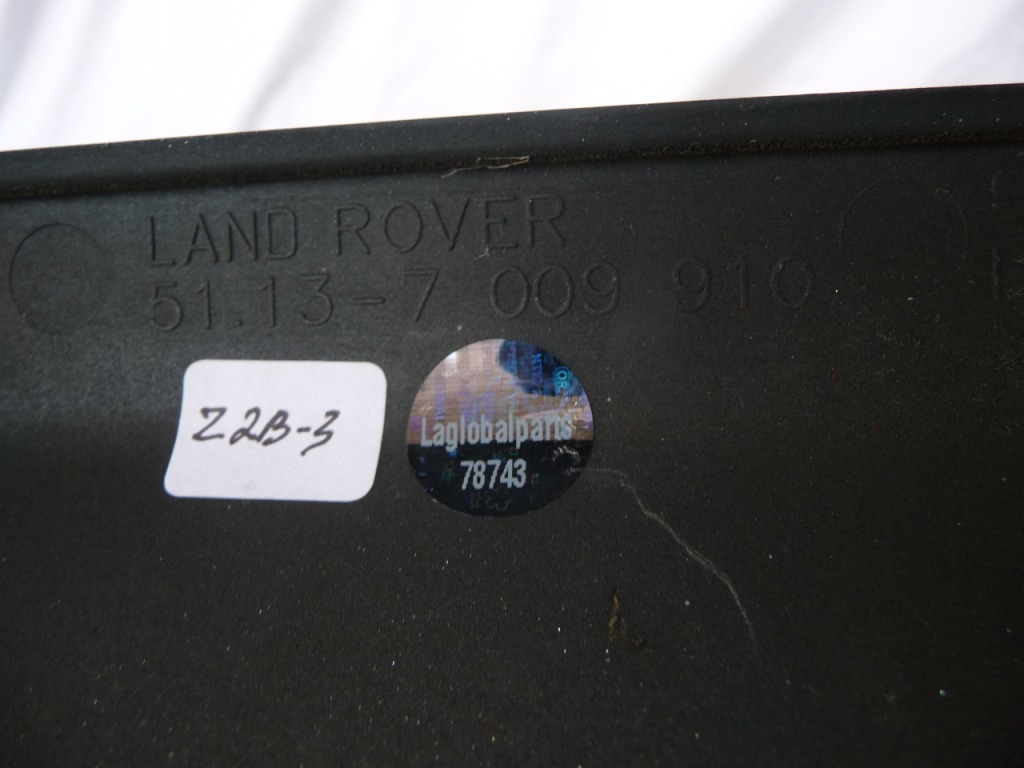 LAND ROVER
51.13-7 009 910
Z2B-3
Laglobalparts
78743